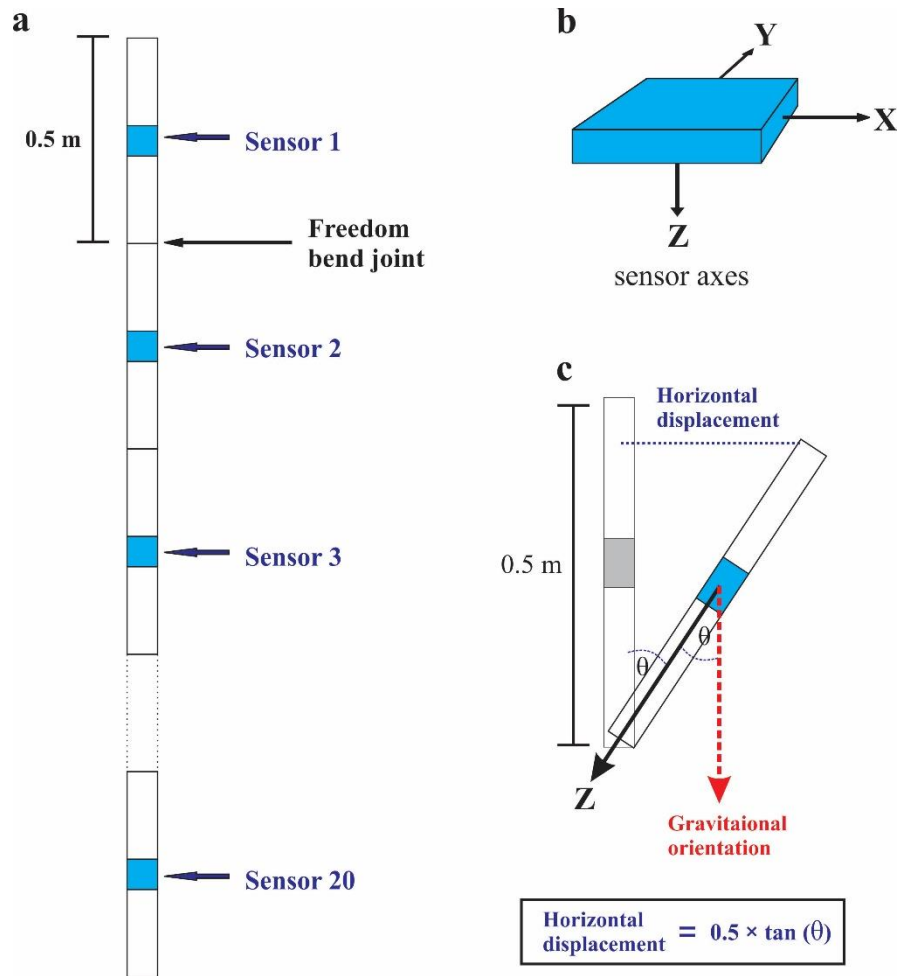 a
0.5 m
Sensor 1
Freedom
bend joint
Sensor 2
Sensor 3
Sensor 20
b
Y
X
Z
sensor axes
c
Horizontal
displacement
0.5 m
θ
θ
Z
Gravitaional
orientation
Horizontal
displacement = 0.5 × tan (θ)